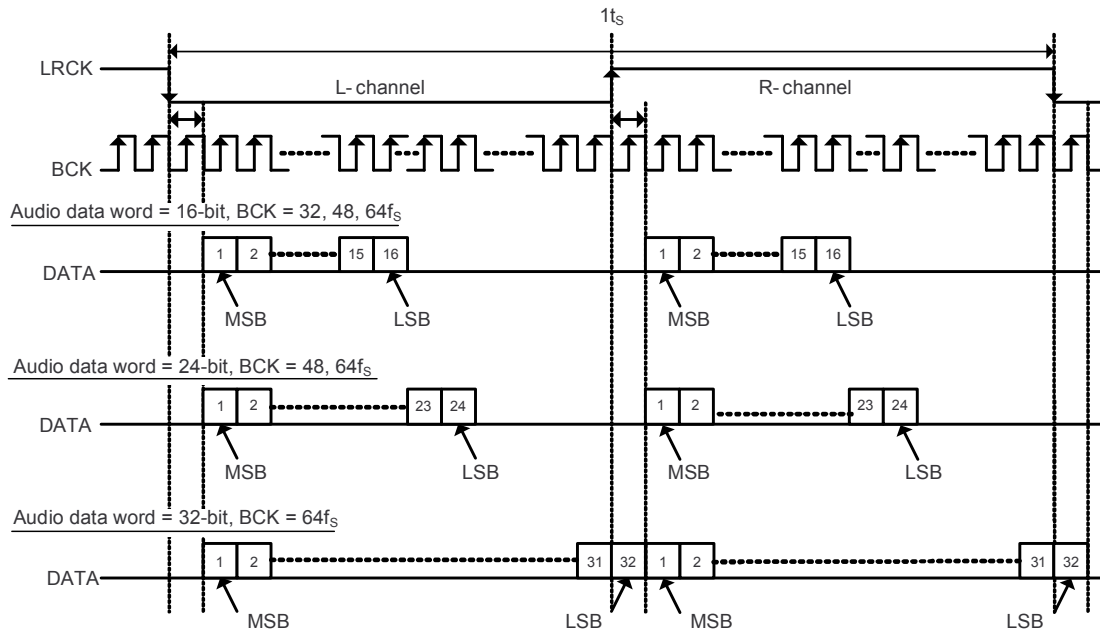 1tS
LRCK
L-channel R-channel
BCK
Audio data word = 16-bit, BCK = 32, 48, 64fS
DATA 1 2 15 16 1 2 15 16
MSB LSB MSB LSB
Audio data word = 24-bit, BCK = 48, 64fS
DATA 1 2 23 24 1 2 23 24
MSB LSB MSB LSB
Audio data word = 32-bit, BCK = 64fS
DATA 1 2 31 32 1 2 31 32
MSB LSB MSB LSB